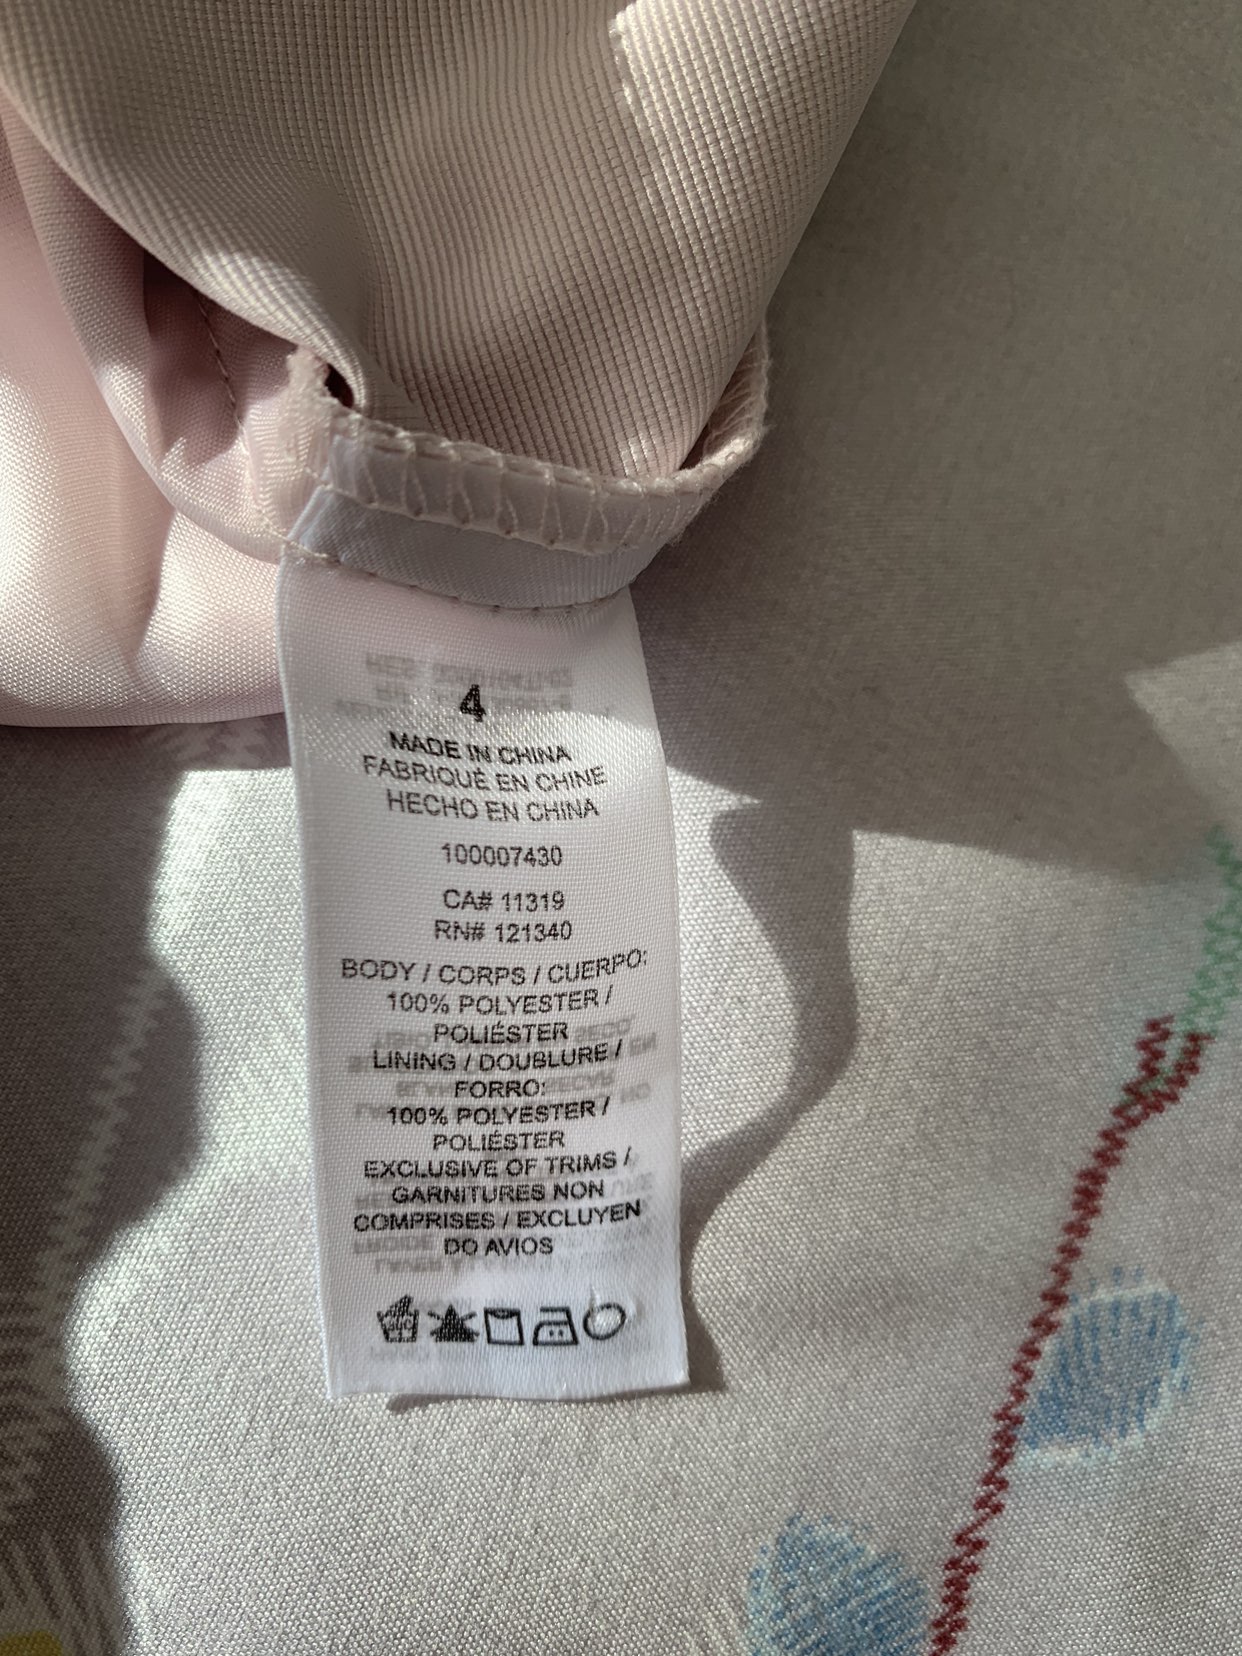 4
MADE IN CHINA
FABRIQUÉ EN CHINE
HECHO EN CHINA
100007430
CA# 11319
RN# 121340
BODY / CORPS / CUERPO:
100% POLYESTER /
POLIÉSTER
LINING / DOUBLURE /
FORRO:
100% POLYESTER /
POLIÉSTER
EXCLUSIVE OF TRIMS /
GARNITURES NON
COMPRISES / EXCLUYEN
DO AVIOS